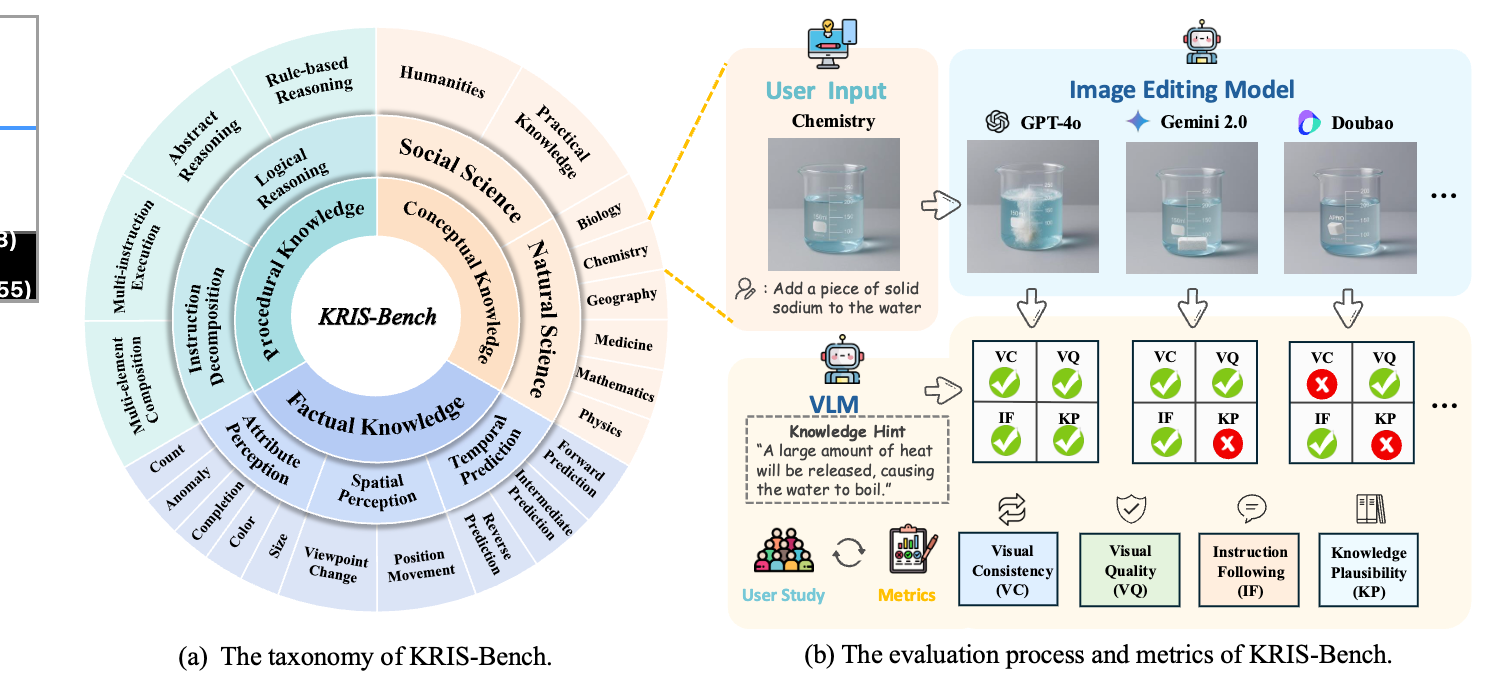 3)
55)
Rule-based
Reasoning
Humanities
Practical
Knowledge
Abstract
Reasoning
Logical
Reasoning
Social Science
Biology
Chemistry
Geography
Medicine
Mathematics
Physics
Natural Science
Multi-instruction
Execution
Instruction
Decomposition
Procedural Knowledge
Conceptual Knowledge
KRIS-Bench
Multi-element
Composition
Factual Knowledge
Attribute
Perception
Spatial
Perception
Temporal
Prediction
Count
Anomaly
Completion
Color
Size
Viewpoint
Change
Position
Movement
Reverse
Prediction
Intermediate
Prediction
Forward
Prediction
(a) The taxonomy of KRIS-Bench.
User Input
Chemistry
: Add a piece of solid
sodium to the water
Image Editing Model
GPT-4o
Gemini 2.0
Doubao
...
VLM
Knowledge Hint
“A large amount of heat
will be released, causing
the water to boil.”
VC VQ
IF KP
VC VQ
IF KP
VC VQ
IF KP
...
User Study
Metrics
Visual
Consistency
(VC)
Visual
Quality
(VQ)
Instruction
Following
(IF)
Knowledge
Plausibility
(KP)
(b) The evaluation process and metrics of KRIS-Bench.